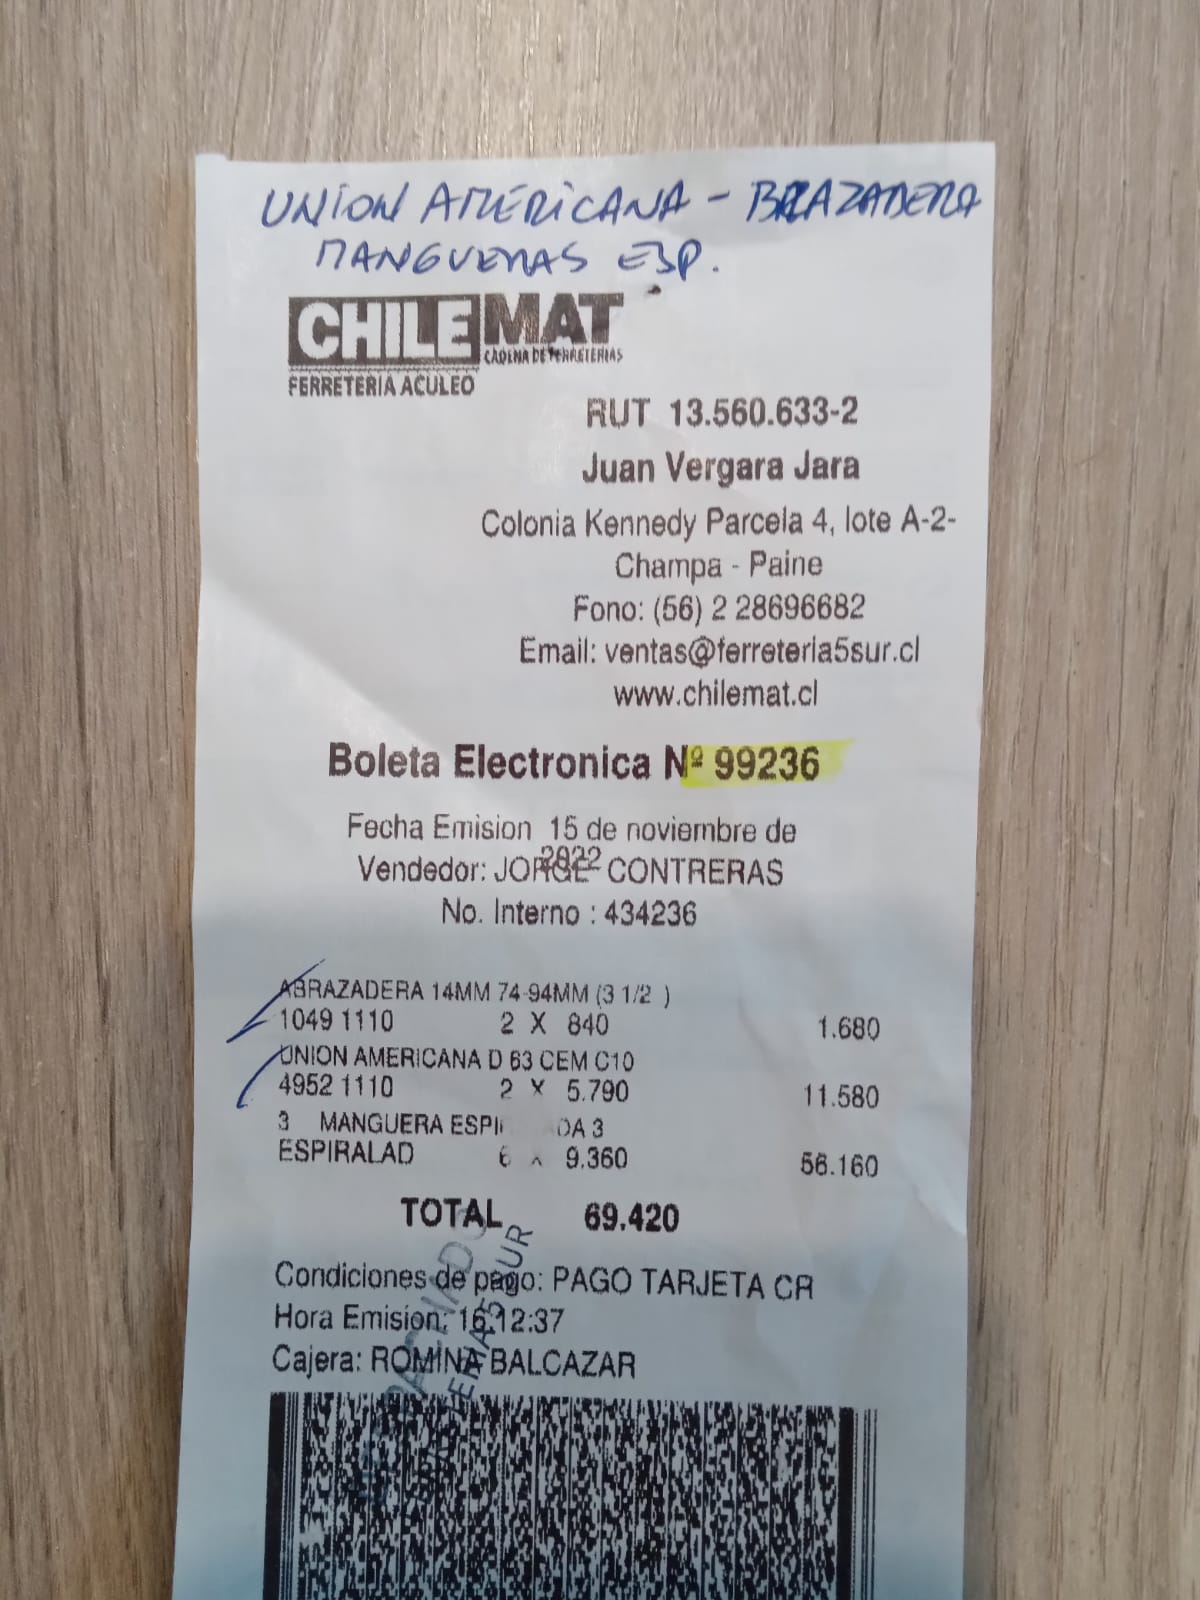 UNION AMERICANA - BRAZADERA
MANGUERAS ESP.
CHILEMAT
CADENA DE FERRETERIAS
FERRETERIA ACULEO
RUT 13.560.633-2
Juan Vergara Jara
Colonia Kennedy Parcela 4, lote A-2-
Champa - Paine
Fono: (56) 2 28696682
Email: ventas@ferreteria5sur.cl
www.chilemat.cl
Boleta Electronica Nº 99236
Fecha Emision 15 de noviembre de
2022
Vendedor: JORGE CONTRERAS
No. Interno : 434236
ABRAZADERA 14MM 74-94MM (3 1/2 )
1049 1110 2 X 840 1.680
UNION AMERICANA D 63 CEM C10
4952 1110 2 X 5.790 11.580
3 MANGUERA 3
ESPIRALAD 6 x 9.360 56.160
TOTAL 69.420
Condiciones de pago: PAGO TARJETA CR
Hora Emision: 16:12:37
Cajera: ROMINA BALCAZAR